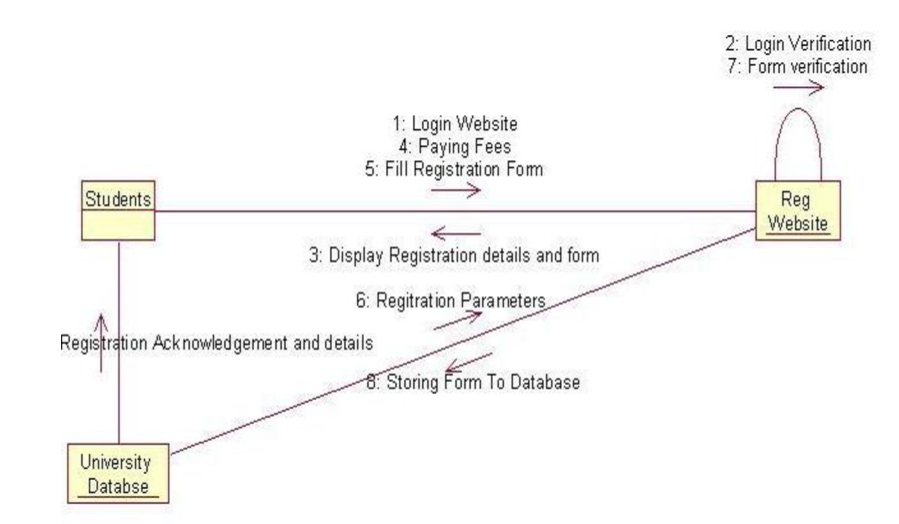 2: Login Verification
7: Form verification
1: Login Website
4: Paying Fees
5: Fill Registration Form
Students
Reg
Website
3: Display Registration details and form
6: Regitration Parameters
Registration Acknowledgement and details
8: Storing Form To Database
University
Databse